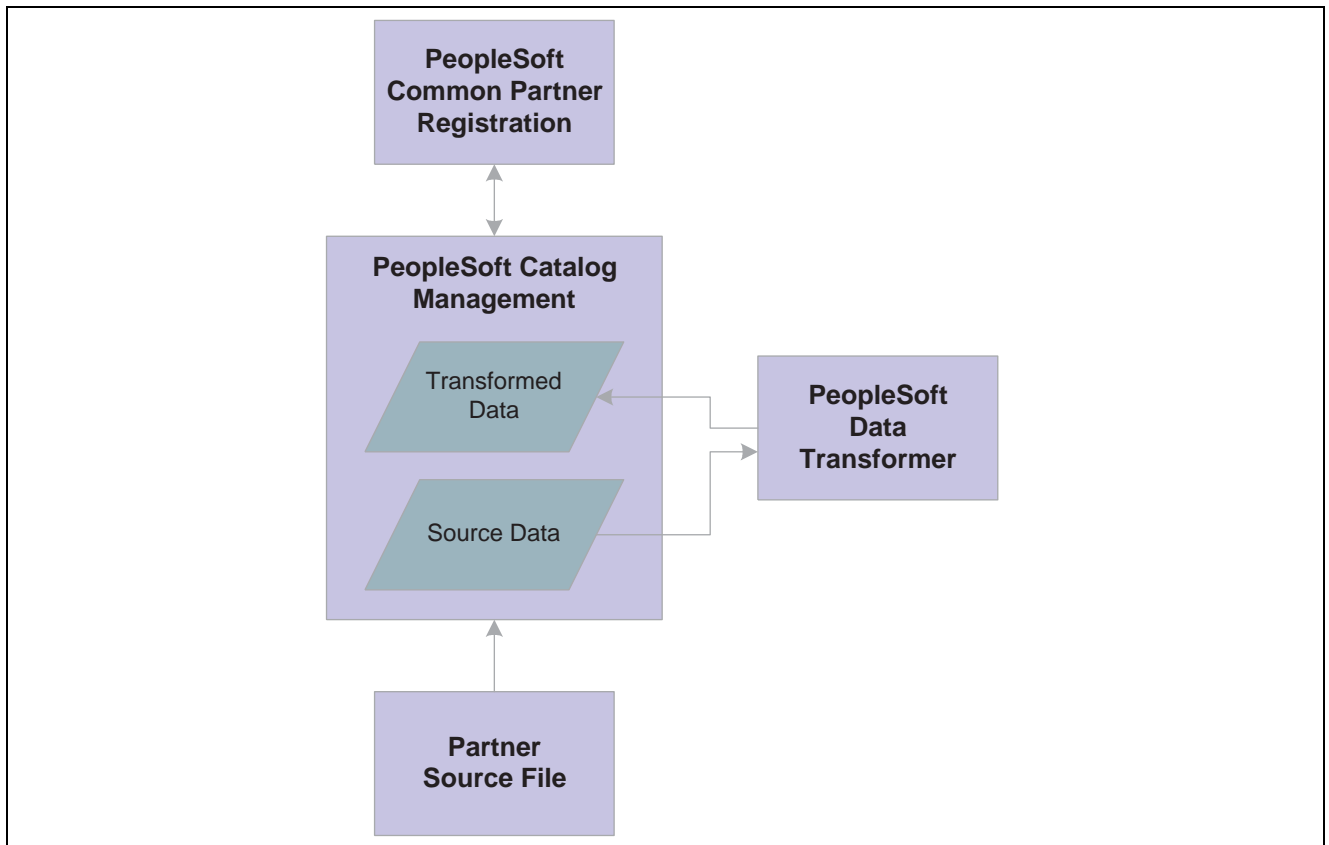 PeopleSoft
Common Partner
Registration
PeopleSoft Catalog
Management
Transformed
Data
PeopleSoft
Data
Transformer
Source Data
Partner
Source File